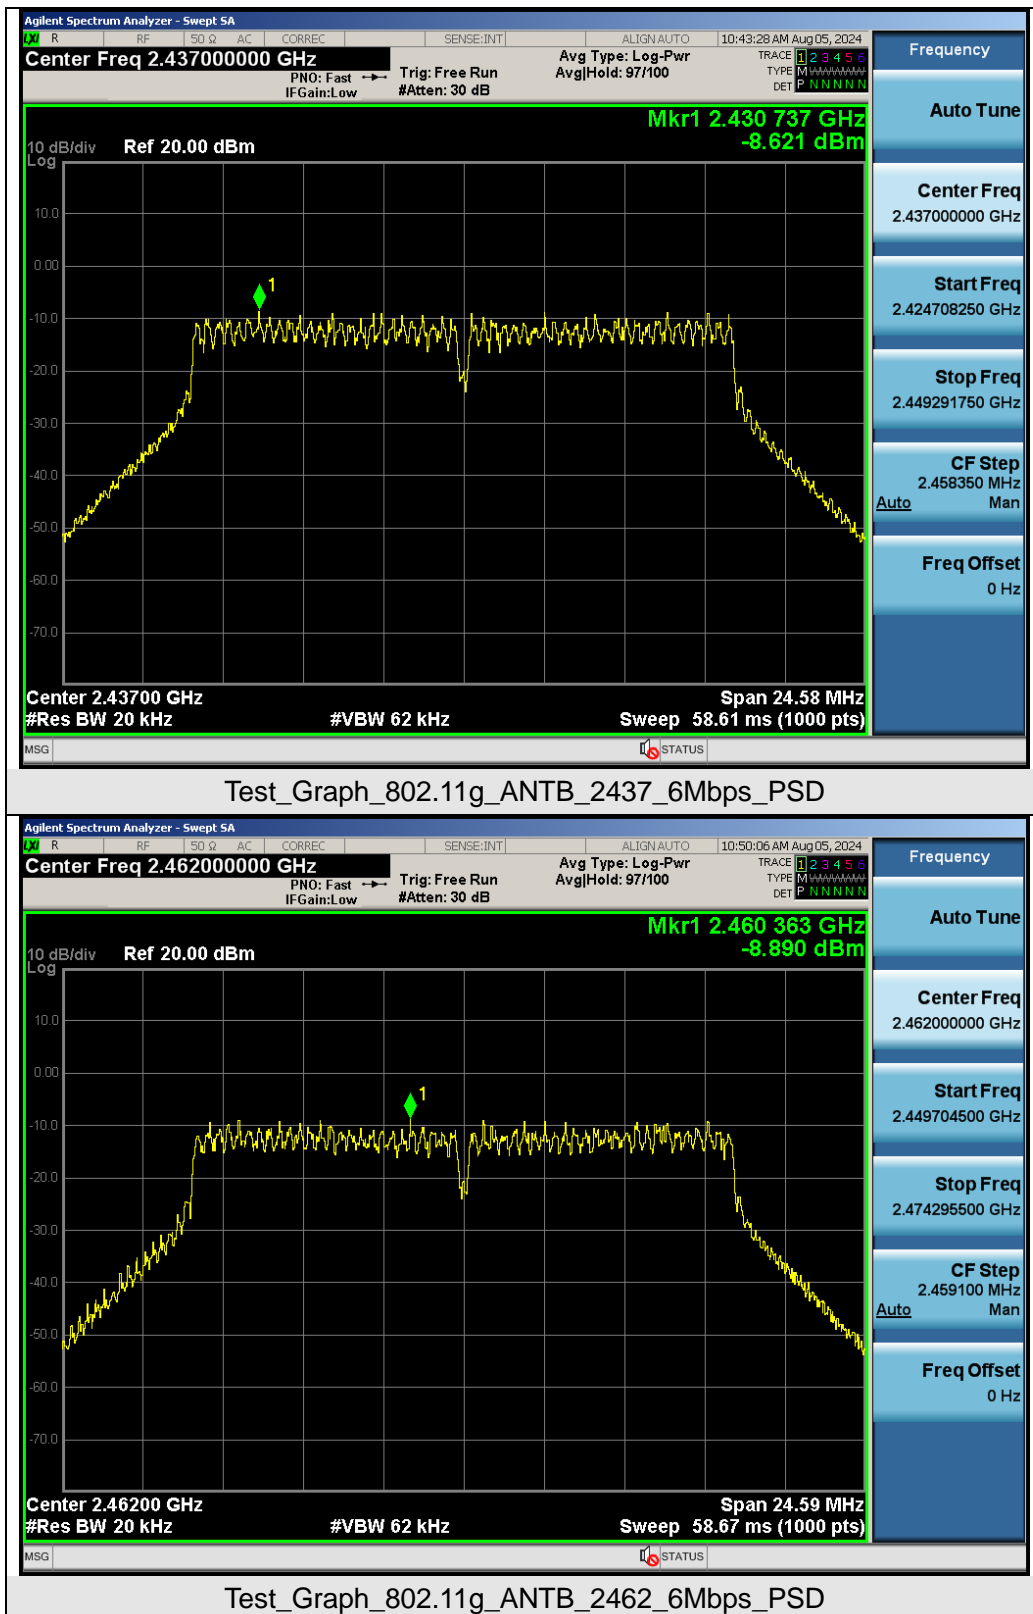 Agilent Spectrum Analyzer - Swept SA
LXI R RF 50 Ω AC CORREC SENSE:INT ALIGN AUTO 10:43:28 AM Aug 05, 2024
Center Freq 2.437000000 GHz
PNO: Fast
IFGain:Low
Trig: Free Run
#Atten: 30 dB
Avg Type: Log-Pwr
Avg|Hold: 97/100
TRACE 1 2 3 4 5 6
TYPE M
DET P N N N N N
Mkr1 2.430 737 GHz
-8.621 dBm
10 dB/div Ref 20.00 dBm
Log
10.0
0.00
-10.0
-20.0
-30.0
-40.0
-50.0
-60.0
-70.0
1
Center 2.43700 GHz Span 24.58 MHz
#Res BW 20 kHz #VBW 62 kHz Sweep 58.61 ms (1000 pts)
MSG STATUS
Frequency
Auto Tune
Center Freq
2.437000000 GHz
Start Freq
2.424708250 GHz
Stop Freq
2.449291750 GHz
CF Step
2.458350 MHz
Auto Man
Freq Offset
0 Hz
Test_Graph_802.11g_ANTB_2437_6Mbps_PSD
Agilent Spectrum Analyzer - Swept SA
LXI R RF 50 Ω AC CORREC SENSE:INT ALIGN AUTO 10:50:06 AM Aug 05, 2024
Center Freq 2.462000000 GHz
PNO: Fast
IFGain:Low
Trig: Free Run
#Atten: 30 dB
Avg Type: Log-Pwr
Avg|Hold: 97/100
TRACE 1 2 3 4 5 6
TYPE M
DET P N N N N N
Mkr1 2.460 363 GHz
-8.890 dBm
10 dB/div Ref 20.00 dBm
Log
10.0
0.00
-10.0
-20.0
-30.0
-40.0
-50.0
-60.0
-70.0
1
Center 2.46200 GHz Span 24.59 MHz
#Res BW 20 kHz #VBW 62 kHz Sweep 58.67 ms (1000 pts)
MSG STATUS
Frequency
Auto Tune
Center Freq
2.462000000 GHz
Start Freq
2.449704500 GHz
Stop Freq
2.474295500 GHz
CF Step
2.459100 MHz
Auto Man
Freq Offset
0 Hz
Test_Graph_802.11g_ANTB_2462_6Mbps_PSD